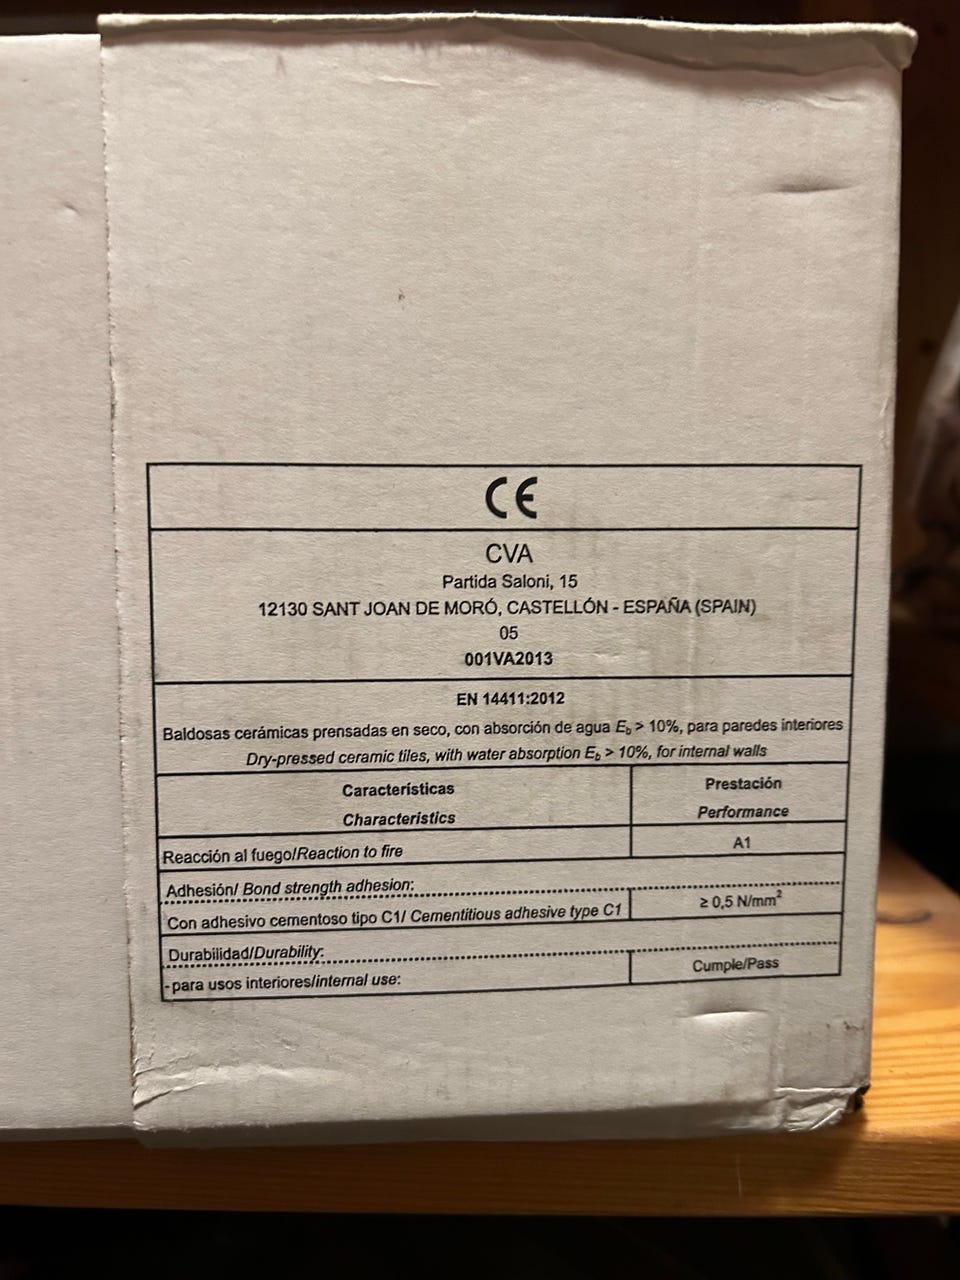 CE
CVA
Partida Saloni, 15
12130 SANT JOAN DE MORÓ, CASTELLÓN - ESPAÑA (SPAIN)
05
001VA2013
EN 14411:2012
Baldosas cerámicas prensadas en seco, con absorción de agua Eb > 10%, para paredes interiores
Dry-pressed ceramic tiles, with water absorption Eb > 10%, for internal walls
Características
Characteristics
Prestación
Performance
Reacción al fuego/Reaction to fire
A1
Adhesión/ Bond strength adhesion:
Con adhesivo cementoso tipo C1/ Cementitious adhesive type C1
≥ 0,5 N/mm²
Durabilidad/Durability:
-para usos interiores/internal use:
Cumple/Pass